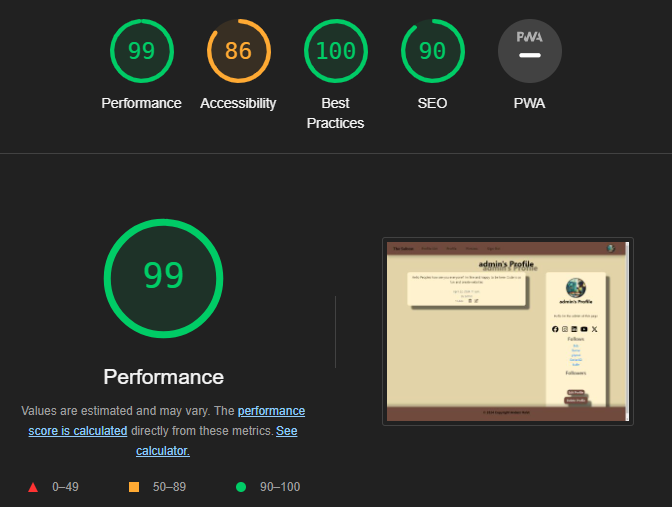 99
86
100
90
PWA
Performance
Accessibility
Best
Practices
SEO
PWA
99
Performance
Values are estimated and may vary. The performance
score is calculated directly from these metrics. See
calculator.
0–49
50–89
90–100
admin's Profile
admin's Profile
Follows
Followers